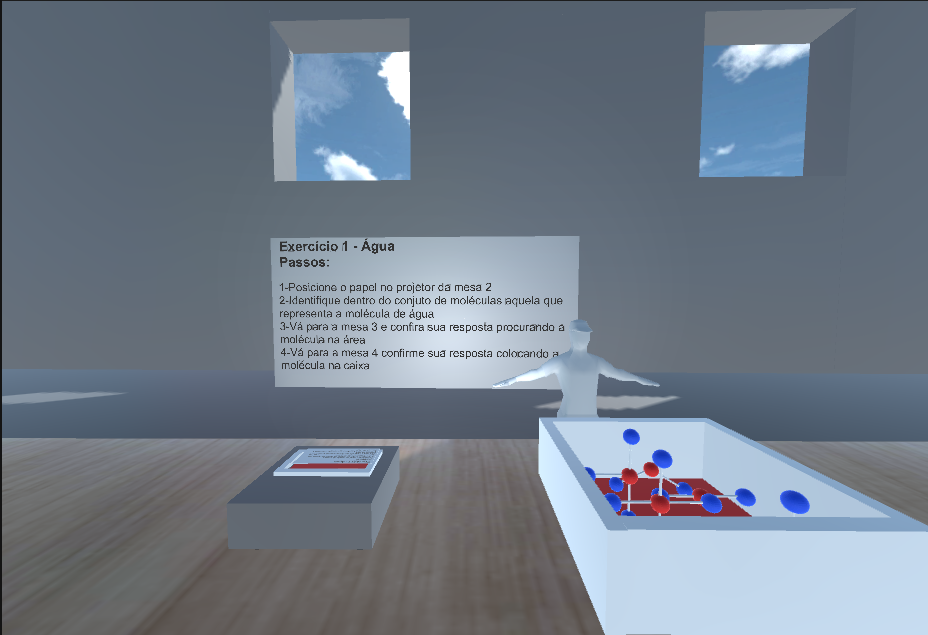 Exercício 1 - Água
Passos:
1-Posicione o papel no projetor da mesa 2
2-Identifique dentro do conjuto de moléculas aquela que
representa a molécula de água
3-Vá para a mesa 3 e confira sua resposta procurando a
molécula na área
4-Vá para a mesa 4 confirme sua resposta colocando a
molécula na caixa